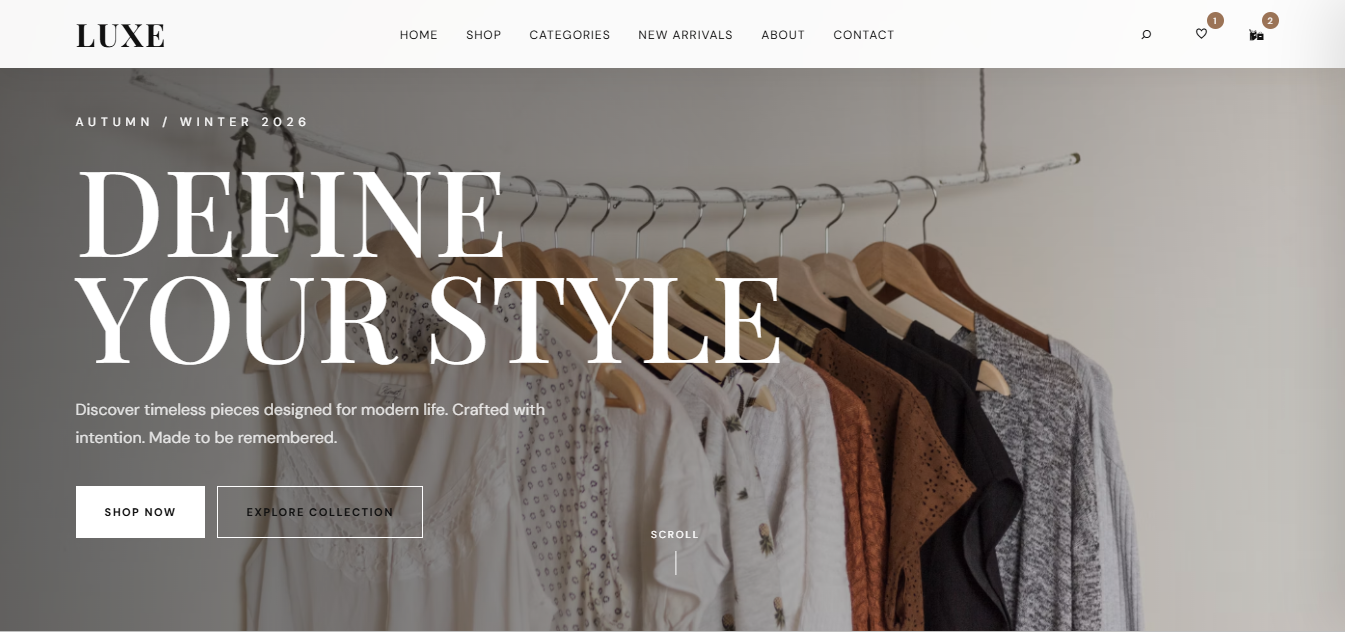 LUXE
HOME SHOP CATEGORIES NEW ARRIVALS ABOUT CONTACT
1
2
AUTUMN / WINTER 2026
DEFINE
YOUR STYLE
Discover timeless pieces designed for modern life. Crafted with
intention. Made to be remembered.
SHOP NOW
EXPLORE COLLECTION
SCROLL